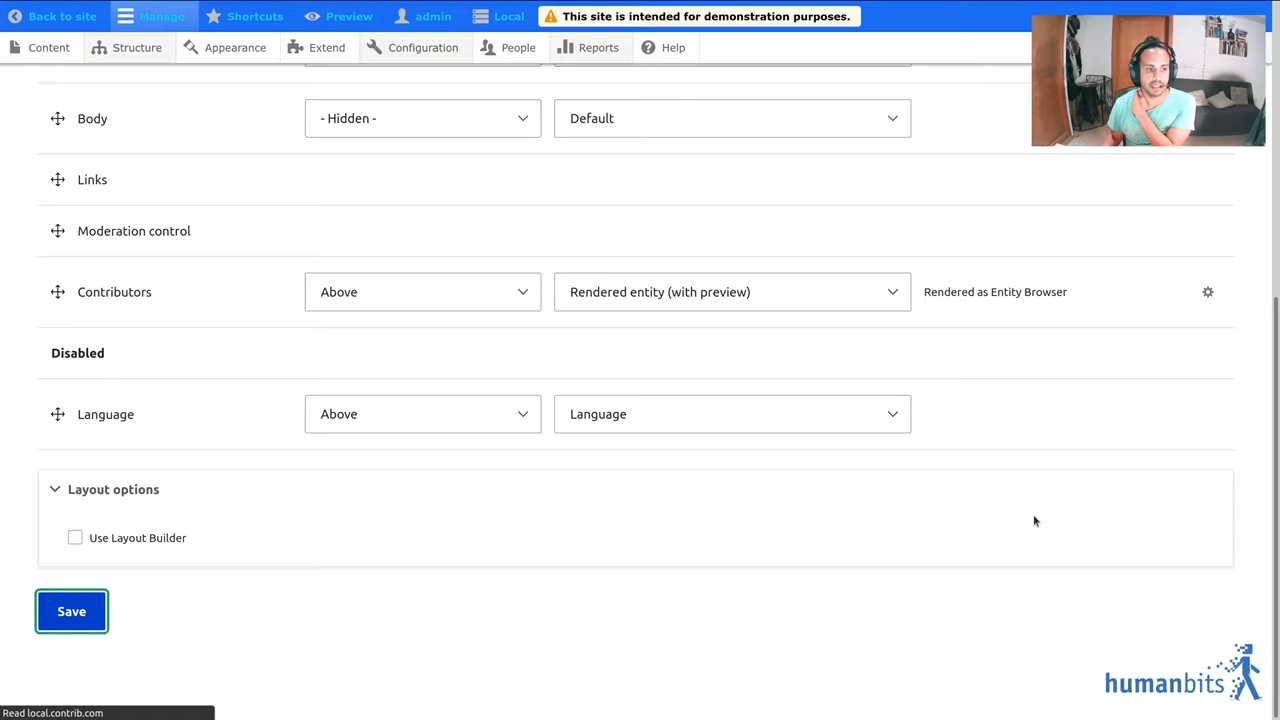 Back to site Manage Shortcuts Preview admin Local This site is intended for demonstration purposes.
Content Structure Appearance Extend Configuration People Reports Help
Body - Hidden - Default
Links
Moderation control
Contributors Above Rendered entity (with preview) Rendered as Entity Browser
Disabled
Language Above Language
Layout options
Use Layout Builder
Save
humanbits
Read local.contrib.com